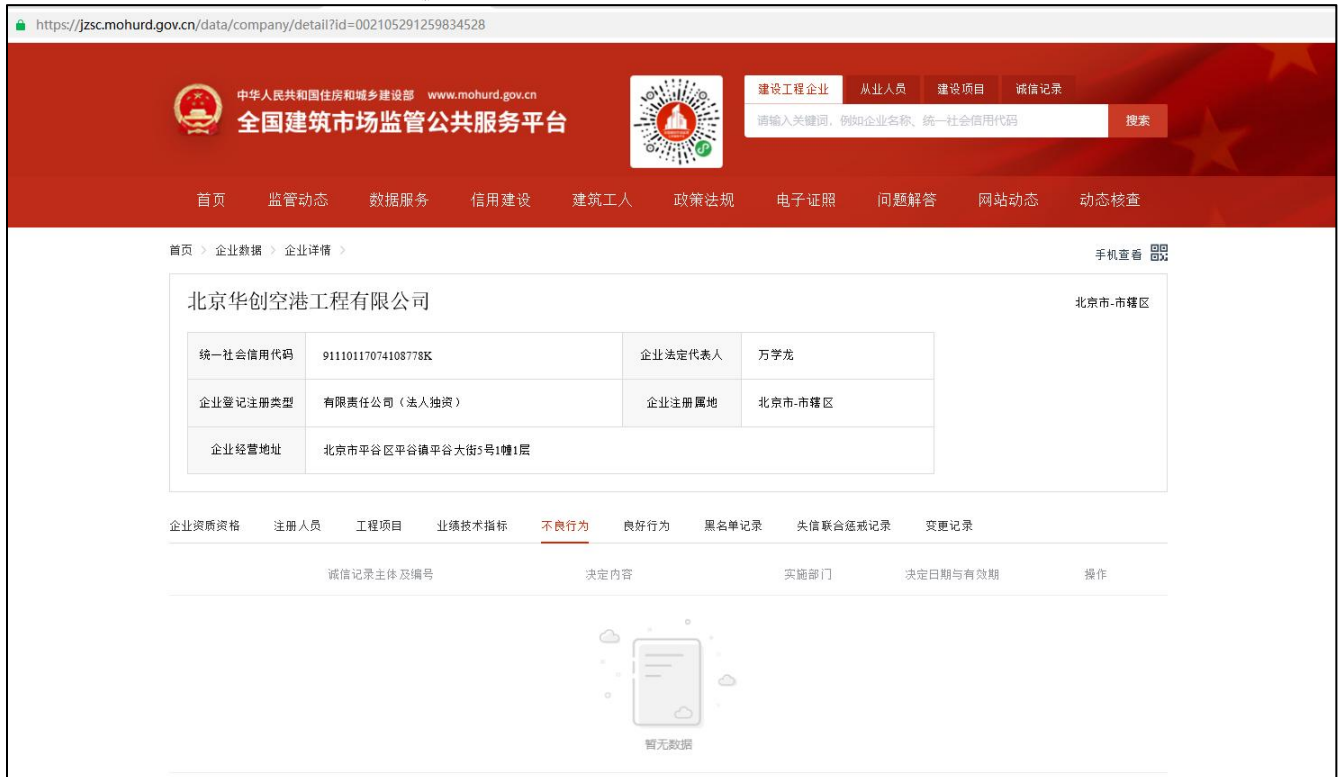 https://jzsc.mohurd.gov.cn/data/company/detail?id=002105291259834528
中华人民共和国住房和城乡建设部 www.mohurd.gov.cn
全国建筑市场监管公共服务平台
建设工程企业 从业人员 建设项目 诚信记录
请输入关键词，例如企业名称、统一社会信用代码 搜索
首页 监管动态 数据服务 信用建设 建筑工人 政策法规 电子证照 问题解答 网站动态 动态核查
首页 > 企业数据 > 企业详情 >
手机查看
北京华创空港工程有限公司
北京市-市辖区
统一社会信用代码 91110117074108778K 企业法定代表人 万学龙
企业登记注册类型 有限责任公司（法人独资） 企业注册属地 北京市-市辖区
企业经营地址 北京市平谷区平谷镇平谷大街5号1幢1层
企业资质资格 注册人员 工程项目 业绩技术指标 不良行为 良好行为 黑名单记录 失信联合惩戒记录 变更记录
诚信记录主体及编号 决定内容 实施部门 决定日期与有效期 操作
暂无数据